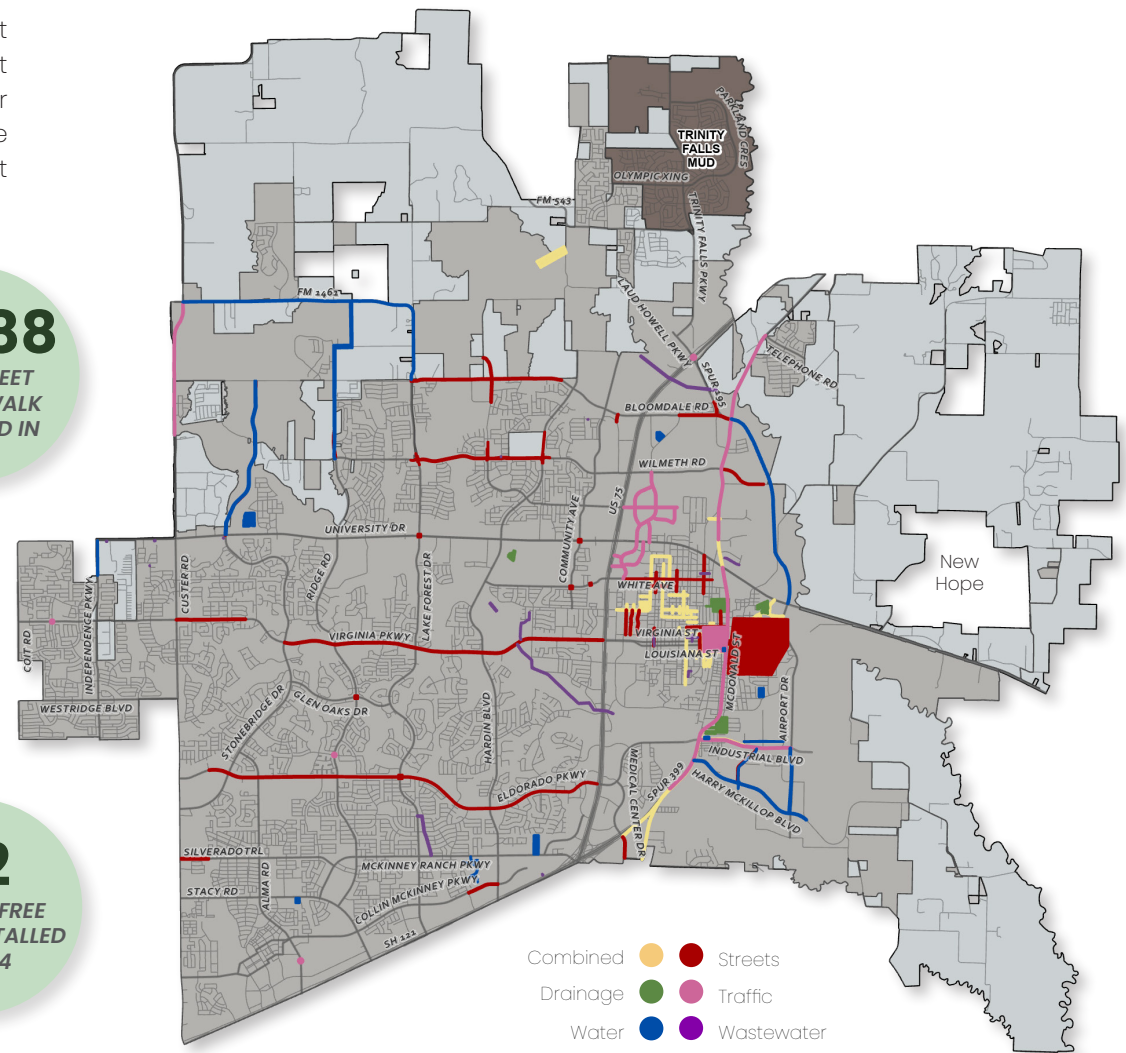 t
t
r
e
t
38
EET
ALK
D IN
2
FREE
TALLED
4
TRINITY
FALLS
MUD
PARKLAND CRES
OLYMPIC XING
TRINITY FALLS PKWY
FM 543
LAUD HOWELL PKWY
FM 1461
SPUR 195
TELEPHONE RD
BLOOMDALE RD
WILMETH RD
US 75
UNIVERSITY DR
COMMUNITY AVE
New
Hope
CUSTER RD
RIDGE RD
LAKE FOREST DR
WHITE AVE
INDEPENDENCE PKWY
COIT RD
VIRGINIA PKWY
VIRGINIA ST
LOUISIANA ST
MCDONALD ST
WESTRIDGE BLVD
STONEBRIDGE DR
GLEN OAKS DR
HARDIN BLVD
AIRPORT DR
INDUSTRIAL BLVD
ELDORADO PKWY
MEDICAL CENTER DR
SPUR 399
HARRY MCKILLOP BLVD
SILVERADO TRL
MCKINNEY RANCH PKWY
STACY RD
ALMA RD
COLLIN MCKINNEY PKWY
SH 121
Combined
Streets
Drainage
Traffic
Water
Wastewater